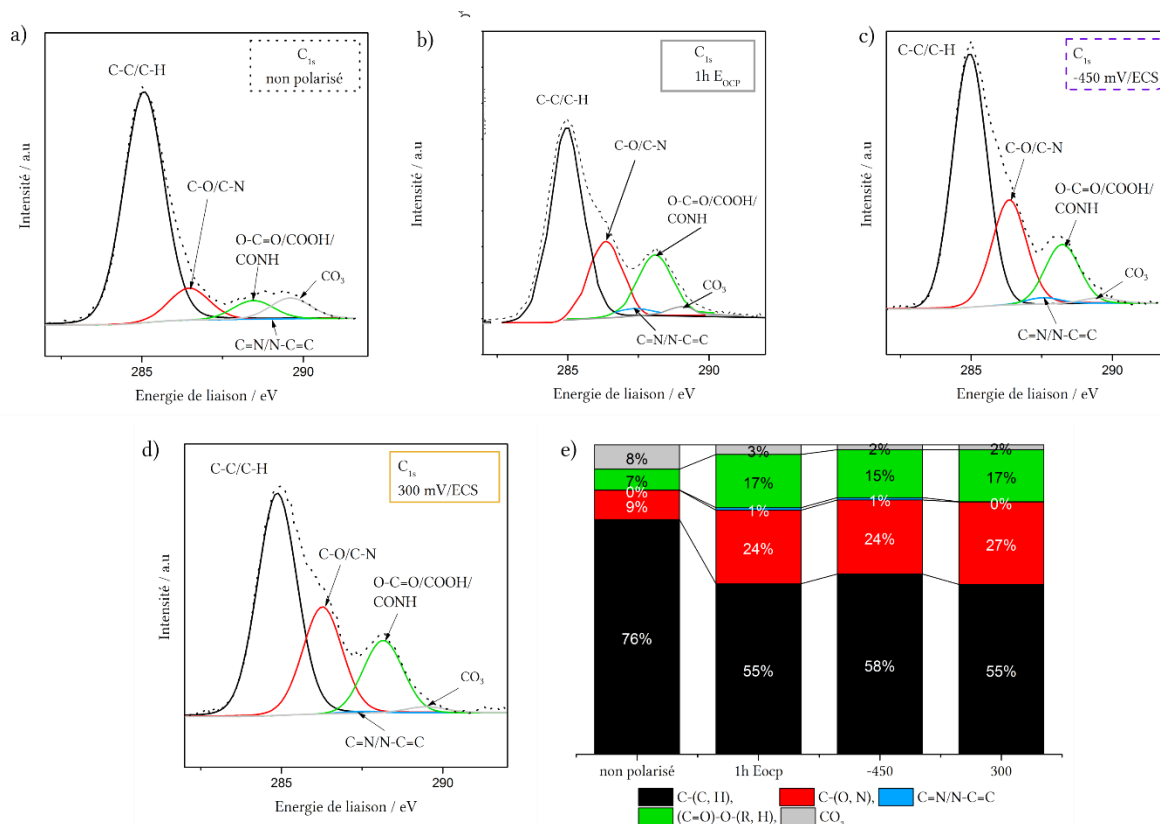 a)
C1s
non polarisé
C-C/C-H
C-O/C-N
O-C=O/COOH/
CONH
CO3
C=N/N-C=C
Intensité / a.u
285
290
Energie de liaison / eV
b)
C1s
1h EOCP
C-C/C-H
C-O/C-N
O-C=O/COOH/
CONH
CO3
C=N/N-C=C
Intensité / a.u
285
290
Energie de liaison / eV
c)
C1s
-450 mV/ECS
C-C/C-H
C-O/C-N
O-C=O/COOH/
CONH
CO3
C=N/N-C=C
Intensité / a.u
285
290
Energie de liaison / eV
d)
C1s
300 mV/ECS
C-C/C-H
C-O/C-N
O-C=O/COOH/
CONH
CO3
C=N/N-C=C
Intensité / a.u
285
290
Energie de liaison / eV
e)
8% 3% 2% 2%
7% 17% 15% 17%
0% 1% 1% 0%
9% 24% 24% 27%
76% 55% 58% 55%
non polarisé 1h Eocp -450 300
C-(C, H), C-(O, N), C=N/N-C=C
(C=O)-O-(R, H), CO3